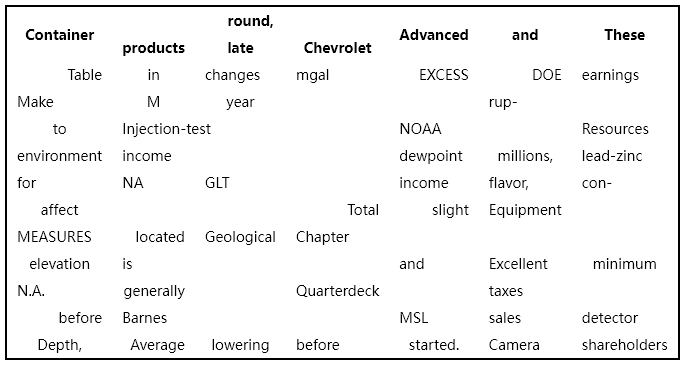 Container products round, late Chevrolet Advanced and These
Table in changes mgal EXCESS DOE earnings
Make M year rup-
to Injection-test NOAA Resources
environment income dewpoint millions, lead-zinc
for NA GLT income flavor, con-
affect Total slight Equipment
MEASURES located Geological Chapter
elevation is and Excellent minimum
N.A. generally Quarterdeck taxes
before Barnes MSL sales detector
Depth, Average lowering before started. Camera shareholders